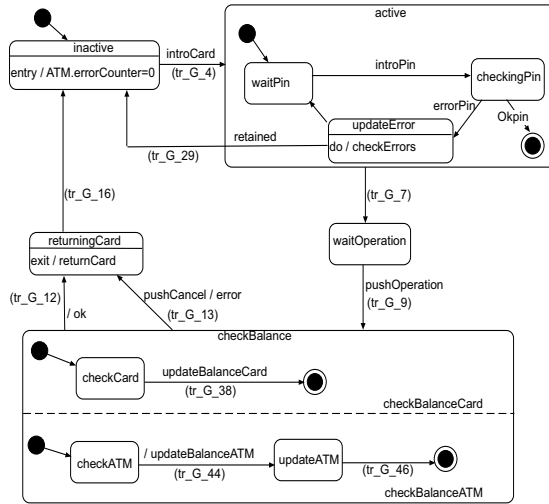 active
inactive
entry / ATM.errorCounter=0
introCard
(tr_G_4)
waitPin
introPin
checkingPin
errorPin
Okpin
updateError
do / checkErrors
retained
(tr_G_29)
(tr_G_16)
(tr_G_7)
returningCard
exit / returnCard
waitOperation
(tr_G_12)
/ ok
pushCancel / error
(tr_G_13)
pushOperation
(tr_G_9)
checkBalance
checkCard
updateBalanceCard
(tr_G_38)
checkBalanceCard
checkATM
/ updateBalanceATM
(tr_G_44)
updateATM
(tr_G_46)
checkBalanceATM